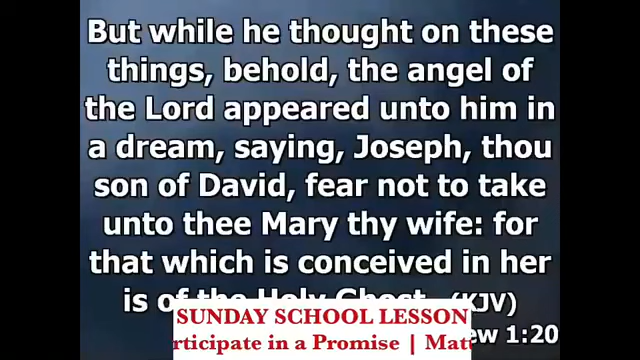 But while he thought on these
things, behold, the angel of
the Lord appeared unto him in
a dream, saying, Joseph, thou
son of David, fear not to take
unto thee Mary thy wife: for
that which is conceived in her
is of the Holy Ghost. (KJV)
1:20
SUNDAY SCHOOL LESSON
in a Promise |